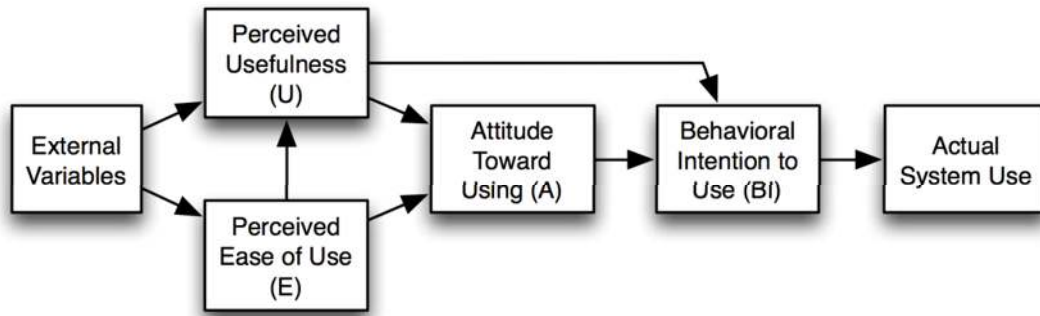 External
Variables
Perceived
Usefulness
(U)
Perceived
Ease of Use
(E)
Attitude
Toward
Using (A)
Behavioral
Intention to
Use (BI)
Actual
System Use